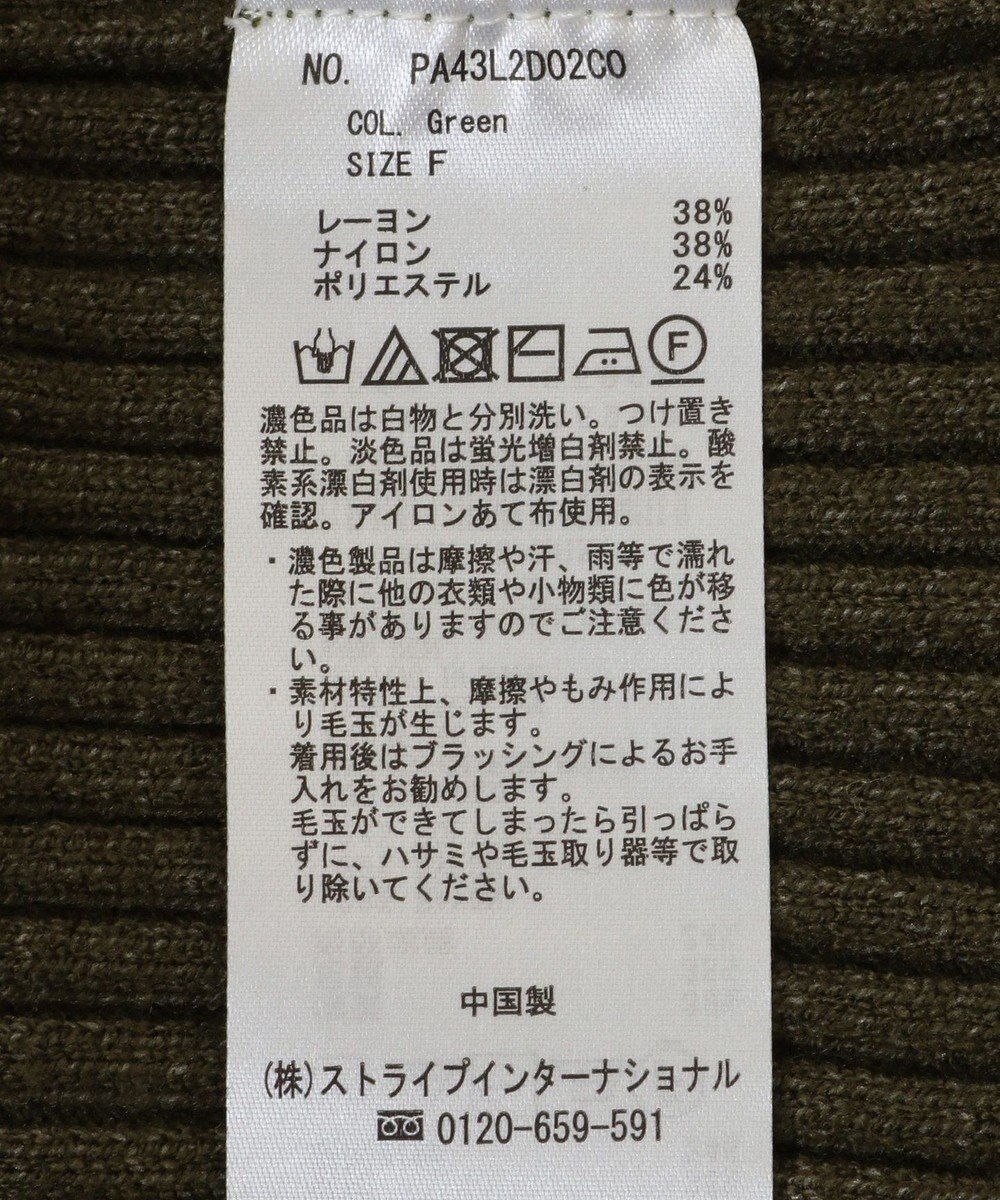 NO. PA43L2D02C0
COL. Green
SIZE F
レーヨン 38%
ナイロン 38%
ポリエステル 24%
F
濃色品は白物と分別洗い。つけ置き
禁止。淡色品は蛍光増白剤禁止。酸
素系漂白剤使用時は漂白剤の表示を
確認。アイロンあて布使用。
・濃色製品は摩擦や汗、雨等で濡れ
た際に他の衣類や小物類に色が移
る事がありますのでご注意くださ
い。
・素材特性上、摩擦やもみ作用によ
り毛玉が生じます。
着用後はブラッシングによるお手
入れをお勧めします。
毛玉ができてしまったら引っぱら
ずに、ハサミや毛玉取り器等で取
り除いてください。
中国製
(株)ストライプインターナショナル
0120-659-591